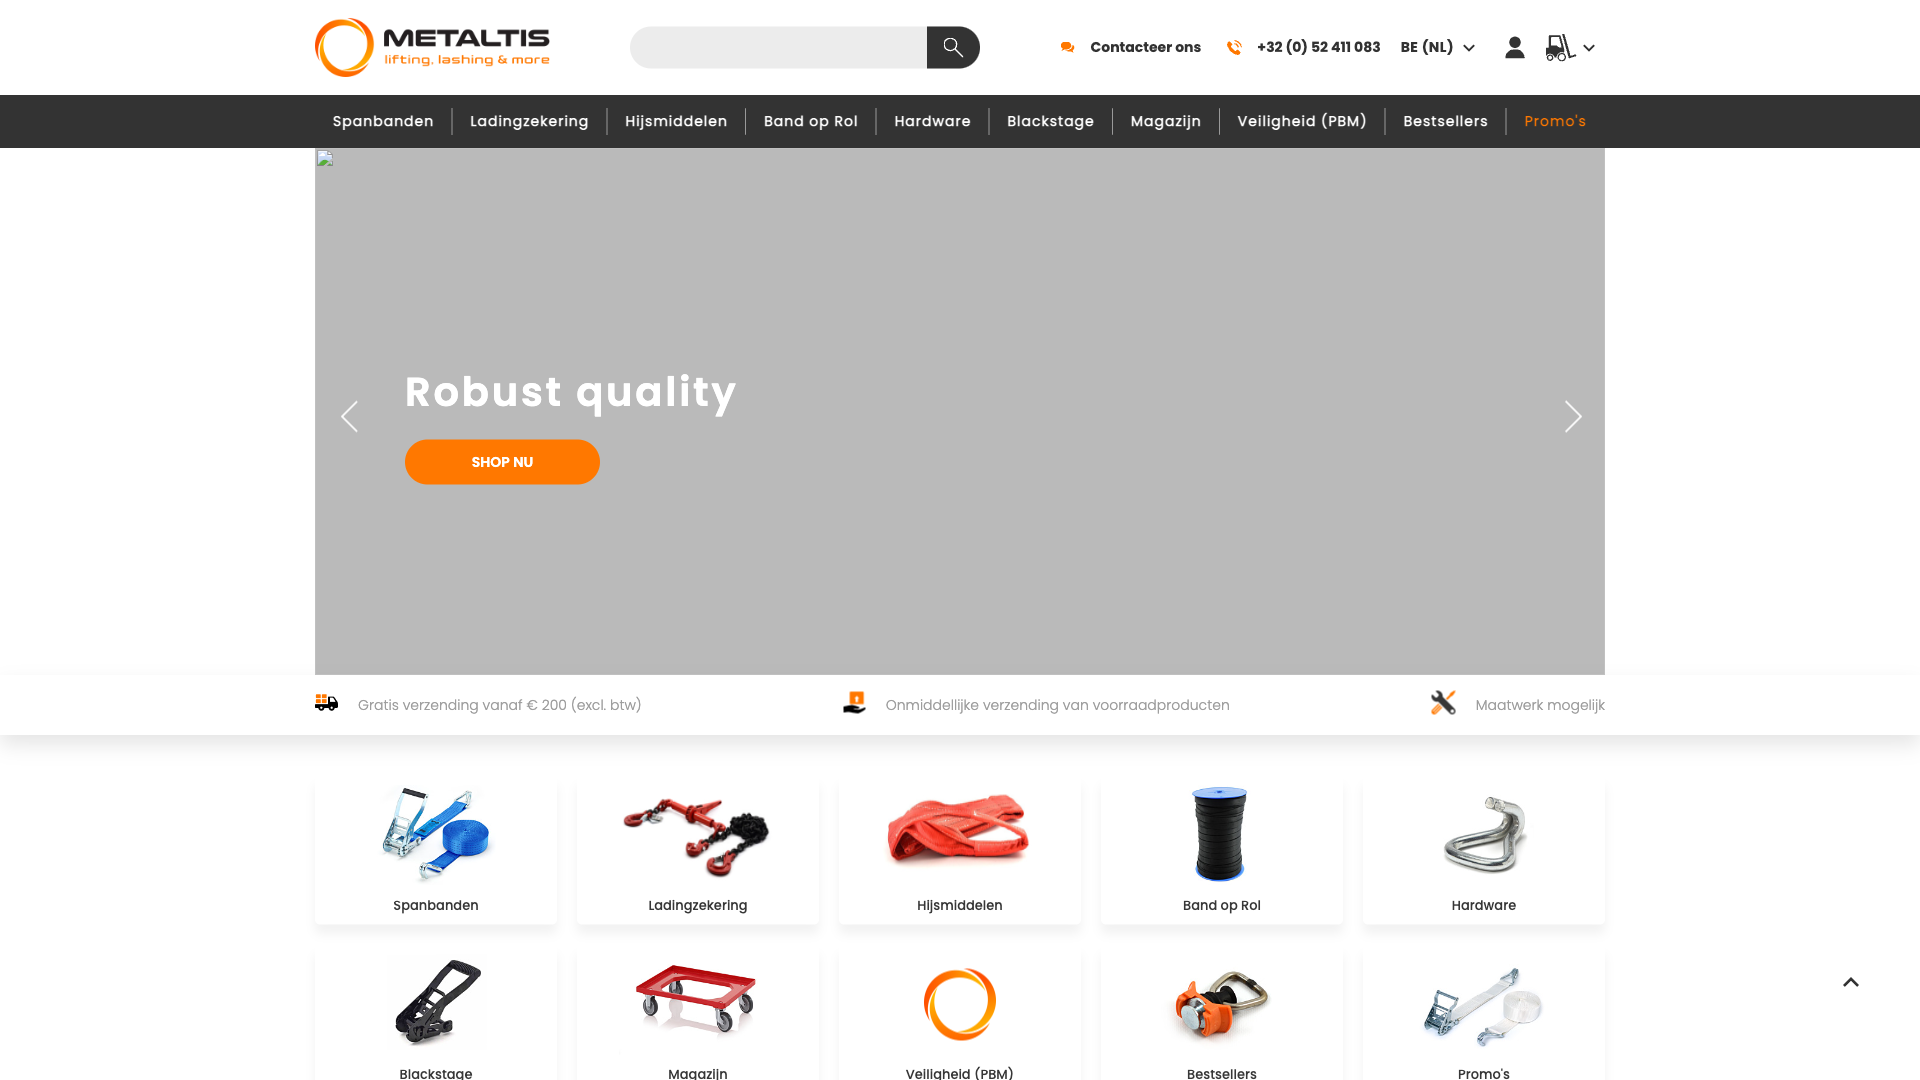 METALTIS
lifting, lashing & more
Contacteer ons
+32 (0) 52 411 083
BE (NL)
Spanbanden
Ladingzekering
Hijsmiddelen
Band op Rol
Hardware
Blackstage
Magazijn
Veiligheid (PBM)
Bestsellers
Promo's
Robust quality
SHOP NU
Gratis verzending vanaf € 200 (excl. btw)
Onmiddellijke verzending van voorraadproducten
Maatwerk mogelijk
Spanbanden
Ladingzekering
Hijsmiddelen
Band op Rol
Hardware
Blackstage
Magazijn
Veiligheid (PBM)
Bestsellers
Promo's